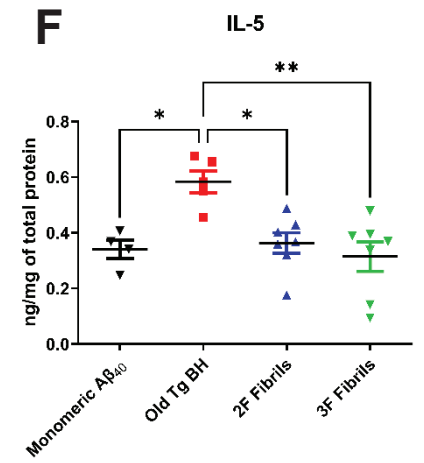 F
IL-5
**
* *
ng/mg of total protein
0.8
0.6
0.4
0.2
0.0
Monomeric Aβ40
Old Tg BH
2F Fibrils
3F Fibrils